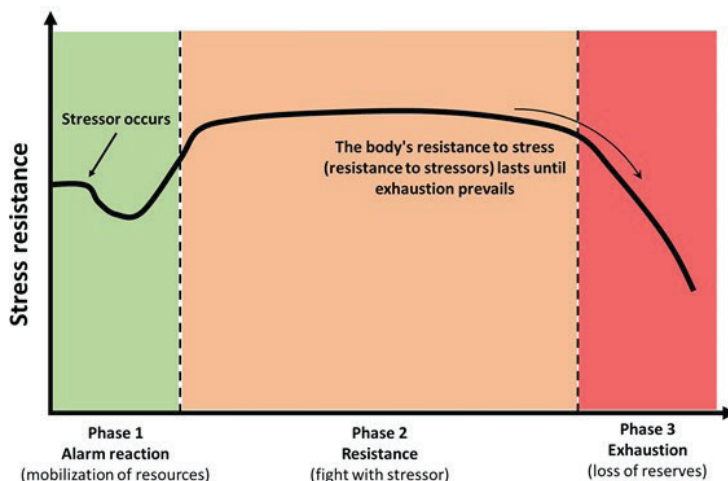 Stressor occurs
The body's resistance to stress
(resistance to stressors) lasts until
exhaustion prevails
Stress resistance
Phase 1
Alarm reaction
(mobilization of resources)
Phase 2
Resistance
(fight with stressor)
Phase 3
Exhaustion
(loss of reserves)